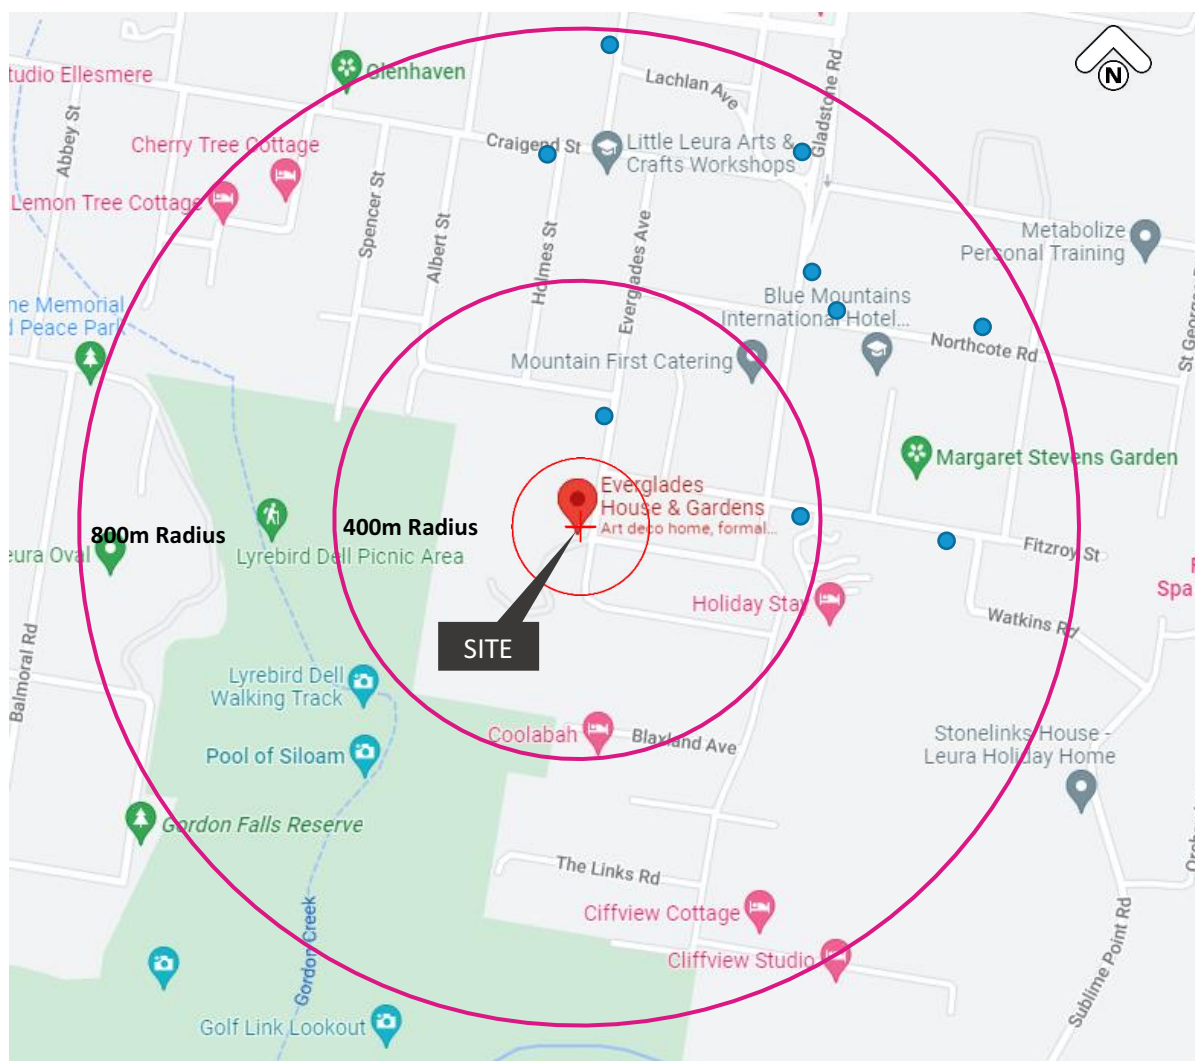 Gladstone Rd
N
tudio Ellesmere
Glenhaven
Lachlan Ave
Abbey St
Cherry Tree Cottage
Craigend St
Little Leura Arts &
Crafts Workshops
Lemon Tree Cottage
Spencer St
Albert St
Holmes St
Everglades Ave
Metabolize
Personal Training
ne Memorial
d Peace Park
Blue Mountains
International Hotel...
St Georges
Mountain First Catering
Northcote Rd
Everglades
House & Gardens
Art deco home, formal...
Margaret Stevens Garden
800m Radius
400m Radius
eura Oval
Lyrebird Dell Picnic Area
Fitzroy St
Spa
Holiday Stay
Watkins Rd
SITE
Balmoral Rd
Lyrebird Dell
Walking Track
Coolabah
Blaxland Ave
Pool of Siloam
Stonelinks House -
Leura Holiday Home
Gordon Falls Reserve
The Links Rd
Ciffview Cottage
Cliffview Studio
Gordon Creek
Sublime Point Rd
Golf Link Lookout